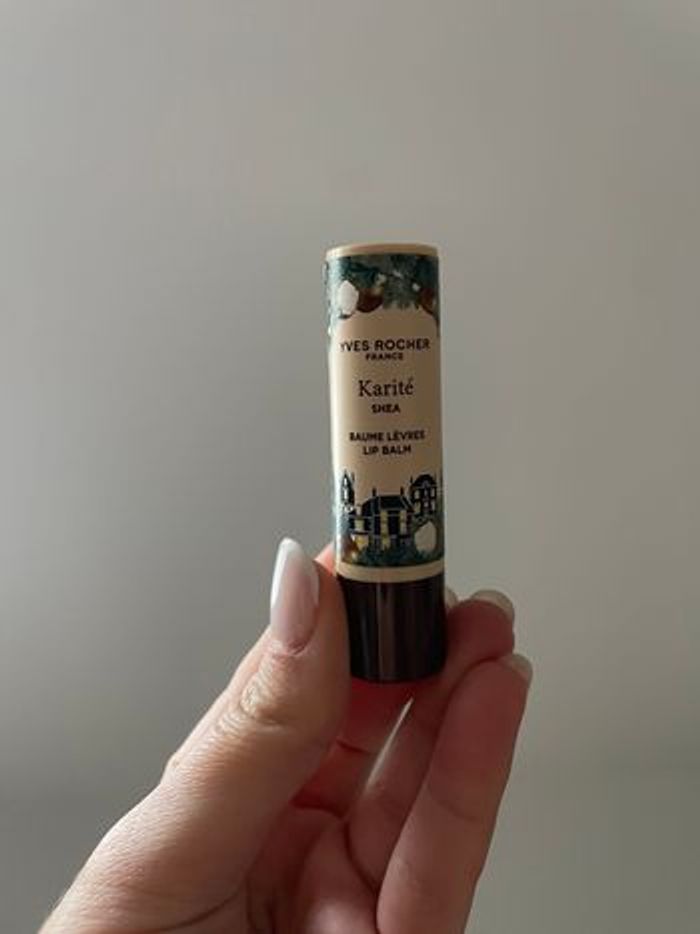 YVES ROCHER
FRANCE
Karité
SHEA
BAUME LÈVRES
LIP BALM